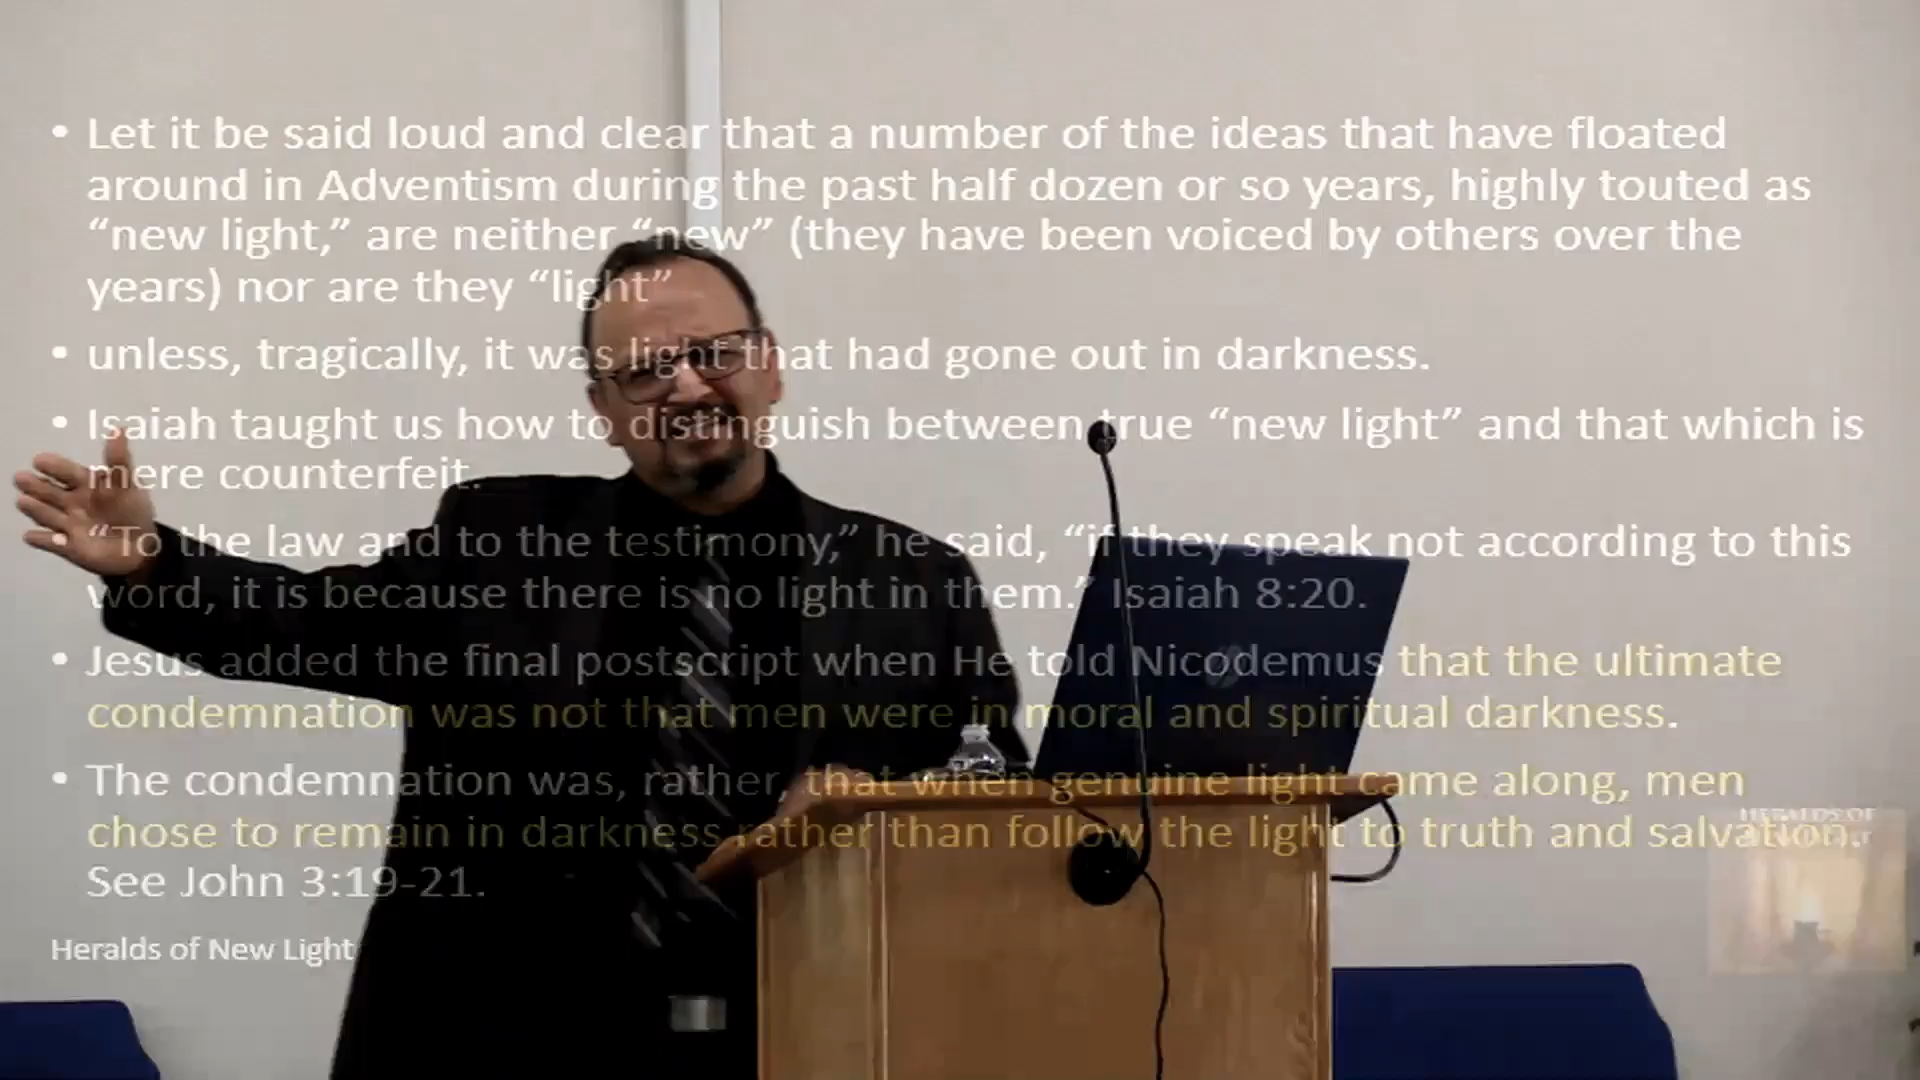 • Let it be said loud and clear that a number of the ideas that have floated
around in Adventism during the past half dozen or so years, highly touted as
“new light,” are neither “new” (they have been voiced by others over the
years) nor are they “light”
• unless, tragically, it was light that had gone out in darkness.
• Isaiah taught us how to distinguish between true “new light” and that which is
mere counterfeit.
• “To the law and to the testimony,” he said, “if they speak not according to this
word, it is because there is no light in them.” Isaiah 8:20.
• Jesus added the final postscript when He told Nicodemus that the ultimate
condemnation was not that men were in moral and spiritual darkness.
• The condemnation was, rather, that when genuine light came along, men
chose to remain in darkness rather than follow the light to truth and salvation.
See John 3:19-21.
Heralds of New Light
HERALDS OF